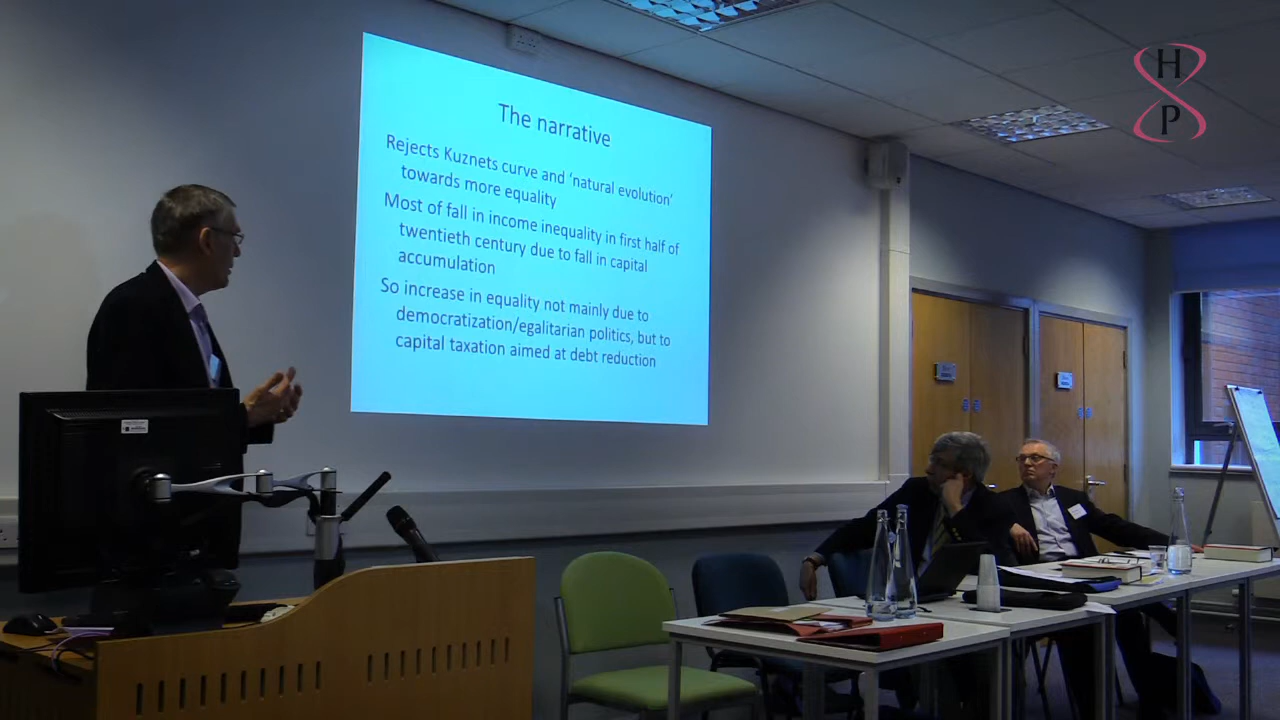 The narrative
Rejects Kuznets curve and ‘natural evolution’
towards more equality
Most of fall in income inequality in first half of
twentieth century due to fall in capital
accumulation
So increase in equality not mainly due to
democratization/egalitarian politics, but to
capital taxation aimed at debt reduction
H
P